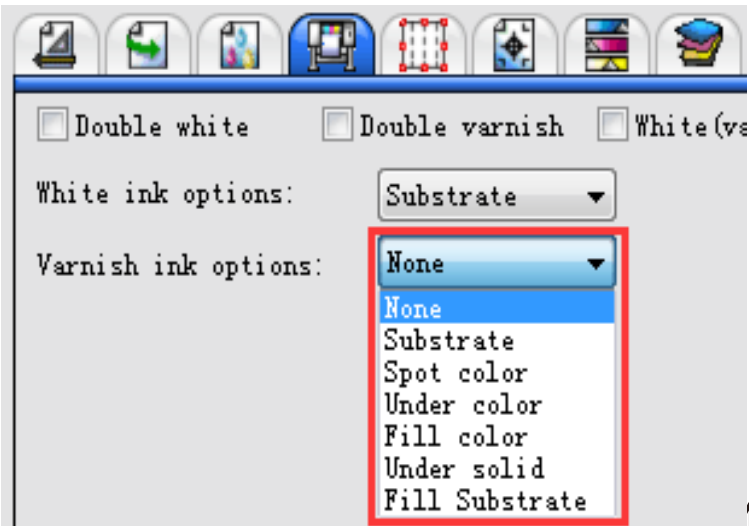 Double white Double varnish White(va
White ink options: Substrate
Varnish ink options: None
None
Substrate
Spot color
Under color
Fill color
Under solid
Fill Substrate